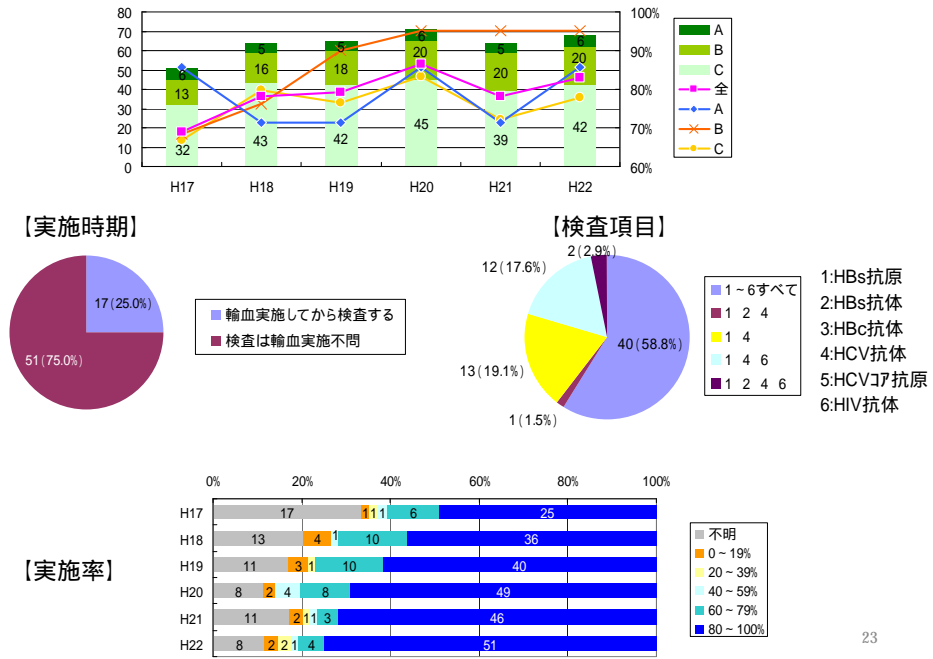 80 100%
70
60 90%
50
40 80%
30
20 70%
10
0 60%
6 5 5 6 5 6
13 16 18 20 20 20
32 43 42 45 39 42
H17 H18 H19 H20 H21 H22
A
B
C
全
A
B
C
【実施時期】
17(25.0%)
51(75.0%)
輸血実施してから検査する
検査は輸血実施不問
【検査項目】
2(2.9%)
12(17.6%)
40(58.8%)
13(19.1%)
1(1.5%)
1~6すべて
1 2 4
1 4
1 4 6
1 2 4 6
1:HBs抗原
2:HBs抗体
3:HBc抗体
4:HCV抗体
5:HCVコア抗原
6:HIV抗体
【実施率】
0% 20% 40% 60% 80% 100%
H17 17 1 1 1 6 25
H18 13 4 1 10 36
H19 11 3 1 10 40
H20 8 2 4 8 49
H21 11 2 1 1 3 46
H22 8 2 2 1 4 51
不明
0~19%
20~39%
40~59%
60~79%
80~100%
23